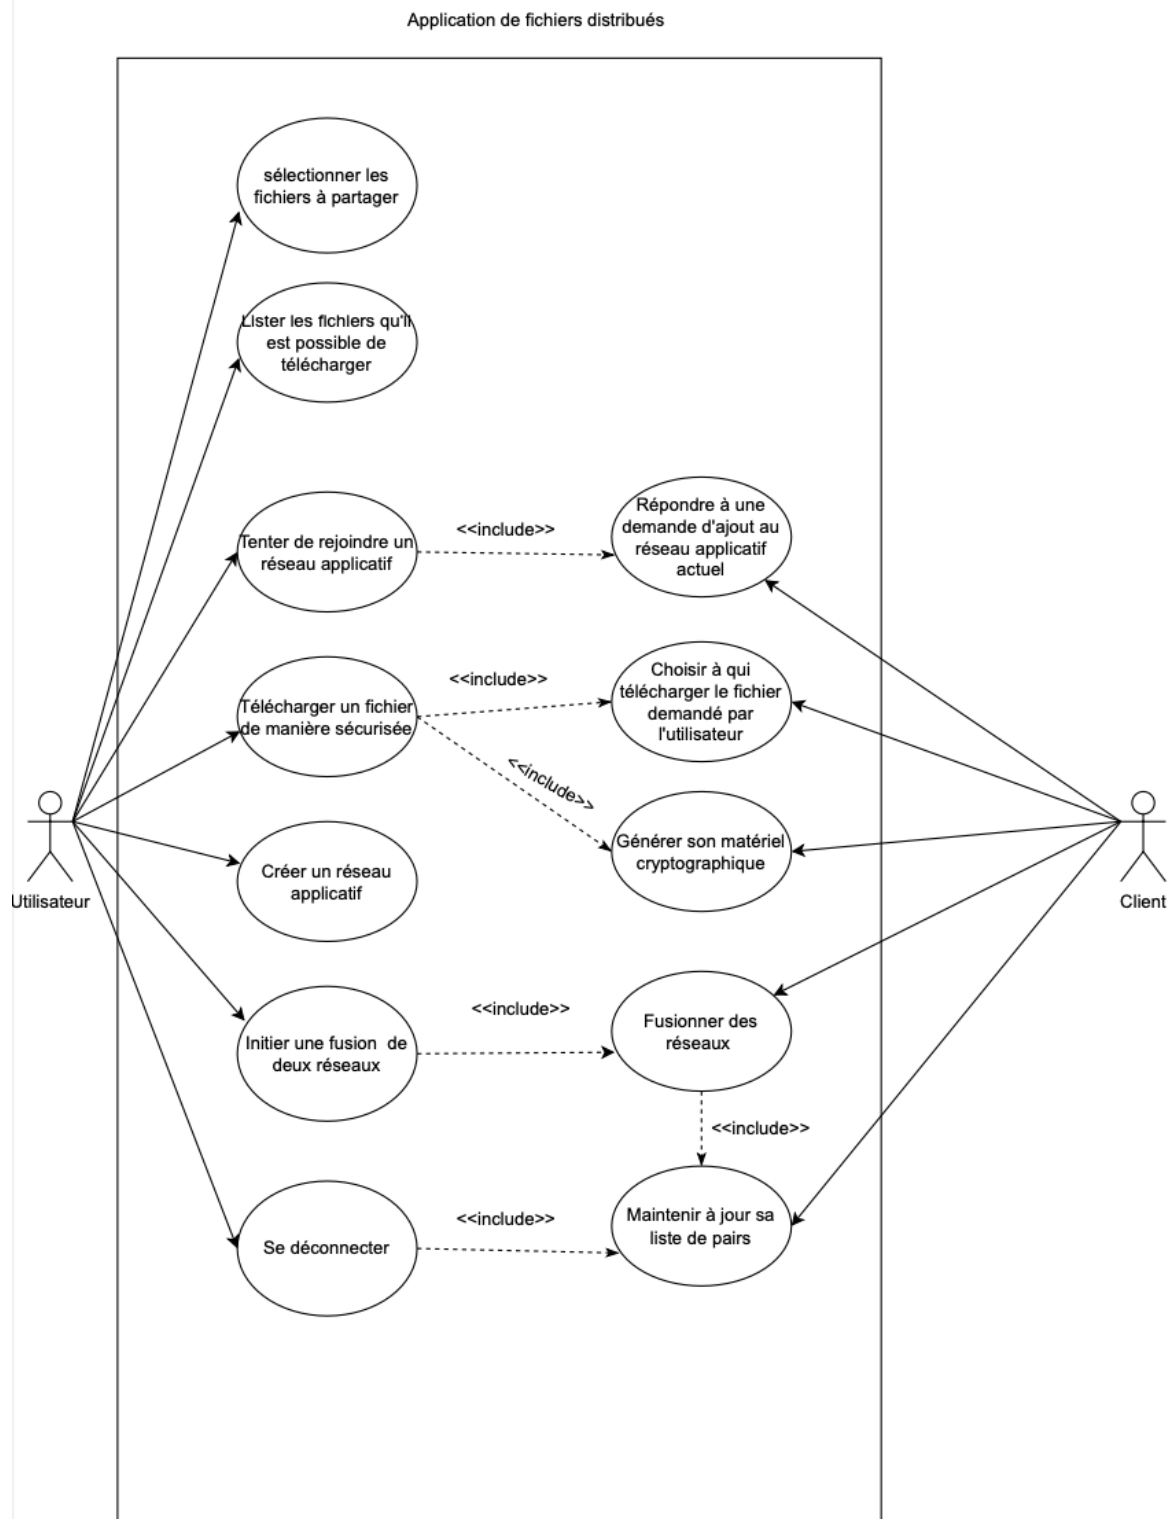 Application de fichiers distribués
sélectionner les
fichiers à partager
Lister les fichiers qu'il
est possible de
télécharger
Tenter de rejoindre un
réseau applicatif
<<include>>
Répondre à une
demande d'ajout au
réseau applicatif
actuel
Télécharger un fichier
de manière sécurisée
<<include>>
Choisir à qui
télécharger le fichier
demandé par
l'utilisateur
<<include>>
Générer son matériel
cryptographique
Créer un réseau
applicatif
Utilisateur
Client
Initier une fusion de
deux réseaux
<<include>>
Fusionner des
réseaux
<<include>>
Se déconnecter
<<include>>
Maintenir à jour sa
liste de pairs